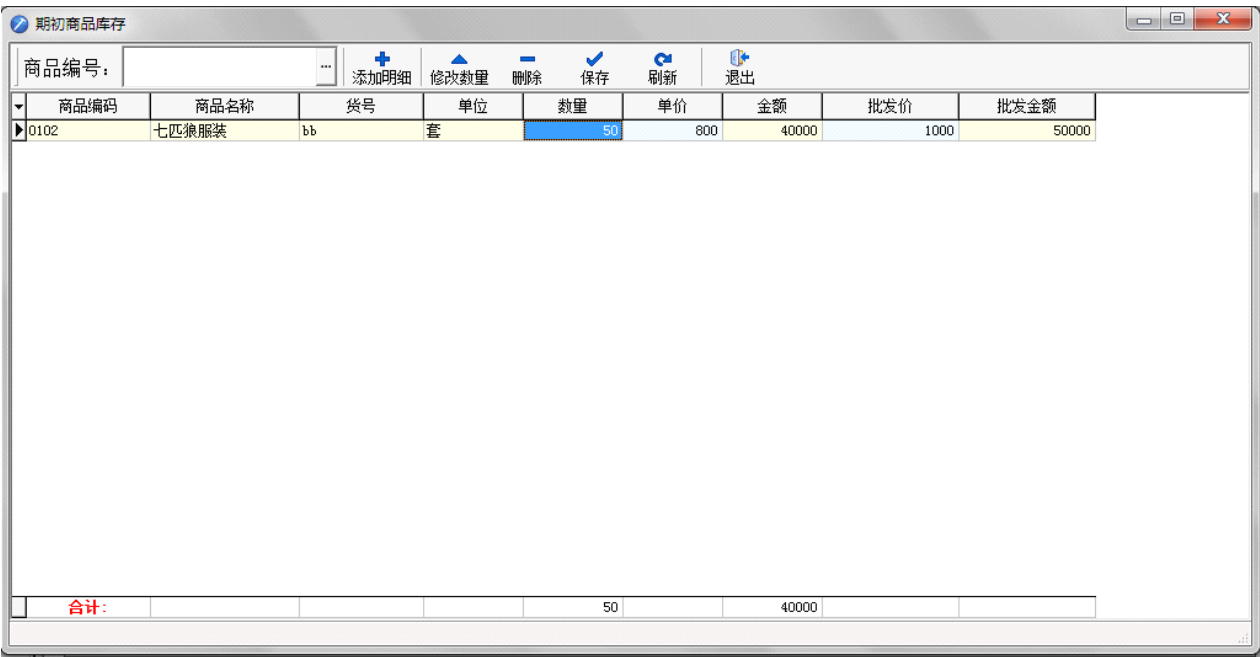 期初商品库存
商品编号： ... 添加明细 修改数量 删除 保存 刷新 退出
商品编码 商品名称 货号 单位 数量 单价 金额 批发价 批发金额
0102 七匹狼服装 bb 套 50 800 40000 1000 50000
合计: 50 40000